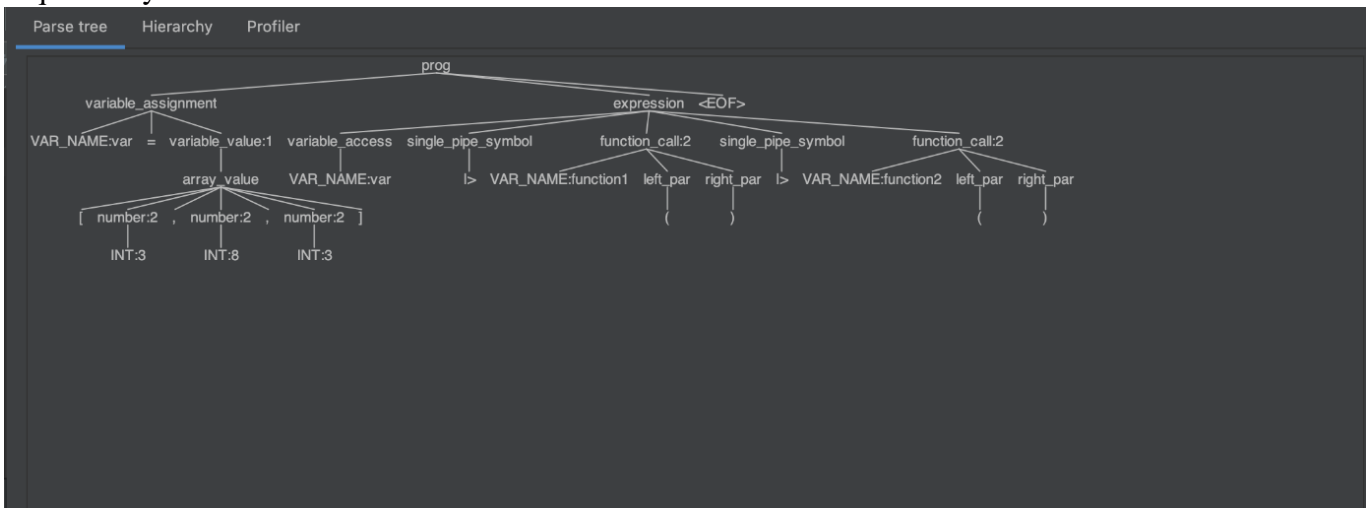 Parse tree Hierarchy Profiler
prog
variable_assignment expression <EOF>
VAR_NAME:var = variable_value:1 variable_access single_pipe_symbol function_call:2 single_pipe_symbol function_call:2
array_value VAR_NAME:var |> VAR_NAME:function1 left_par right_par |> VAR_NAME:function2 left_par right_par
[ number:2 , number:2 , number:2 ] ( ) ( )
INT:3 INT:8 INT:3